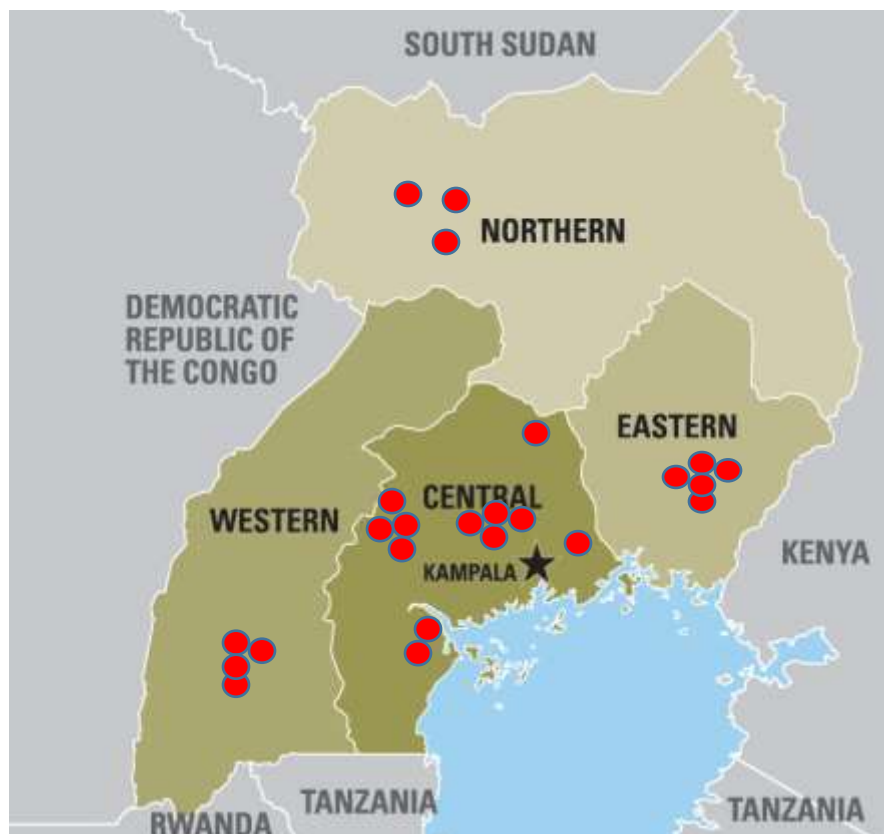 SOUTH SUDAN
NORTHERN
DEMOCRATIC
REPUBLIC OF
THE CONGO
EASTERN
CENTRAL
WESTERN
KENYA
KAMPALA
TANZANIA
TANZANIA
RWANDA